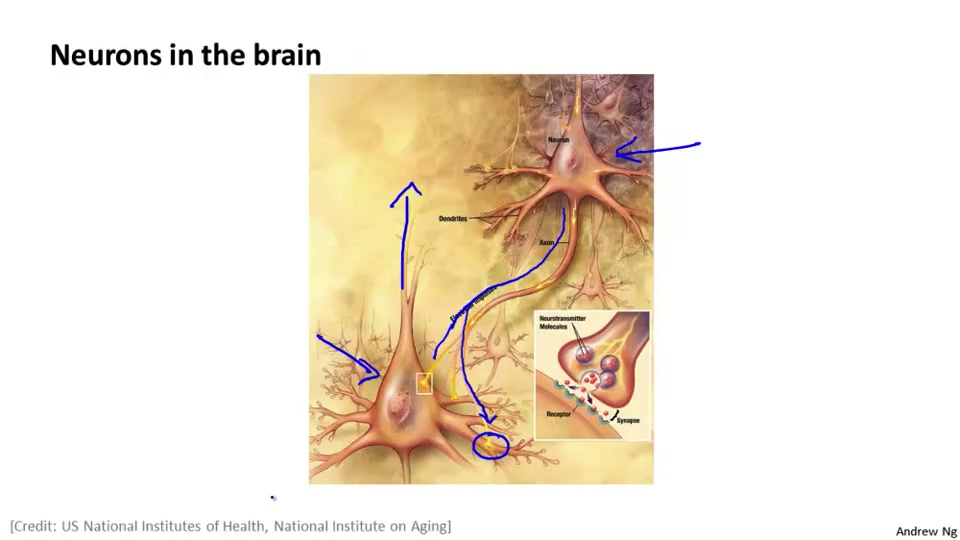 Neurons in the brain
Neuron
Dendrites
Axon
Electrical Impulses
Neurotransmitter
Molecules
Receptor
Synapse
[Credit: US National Institutes of Health, National Institute on Aging]
Andrew Ng